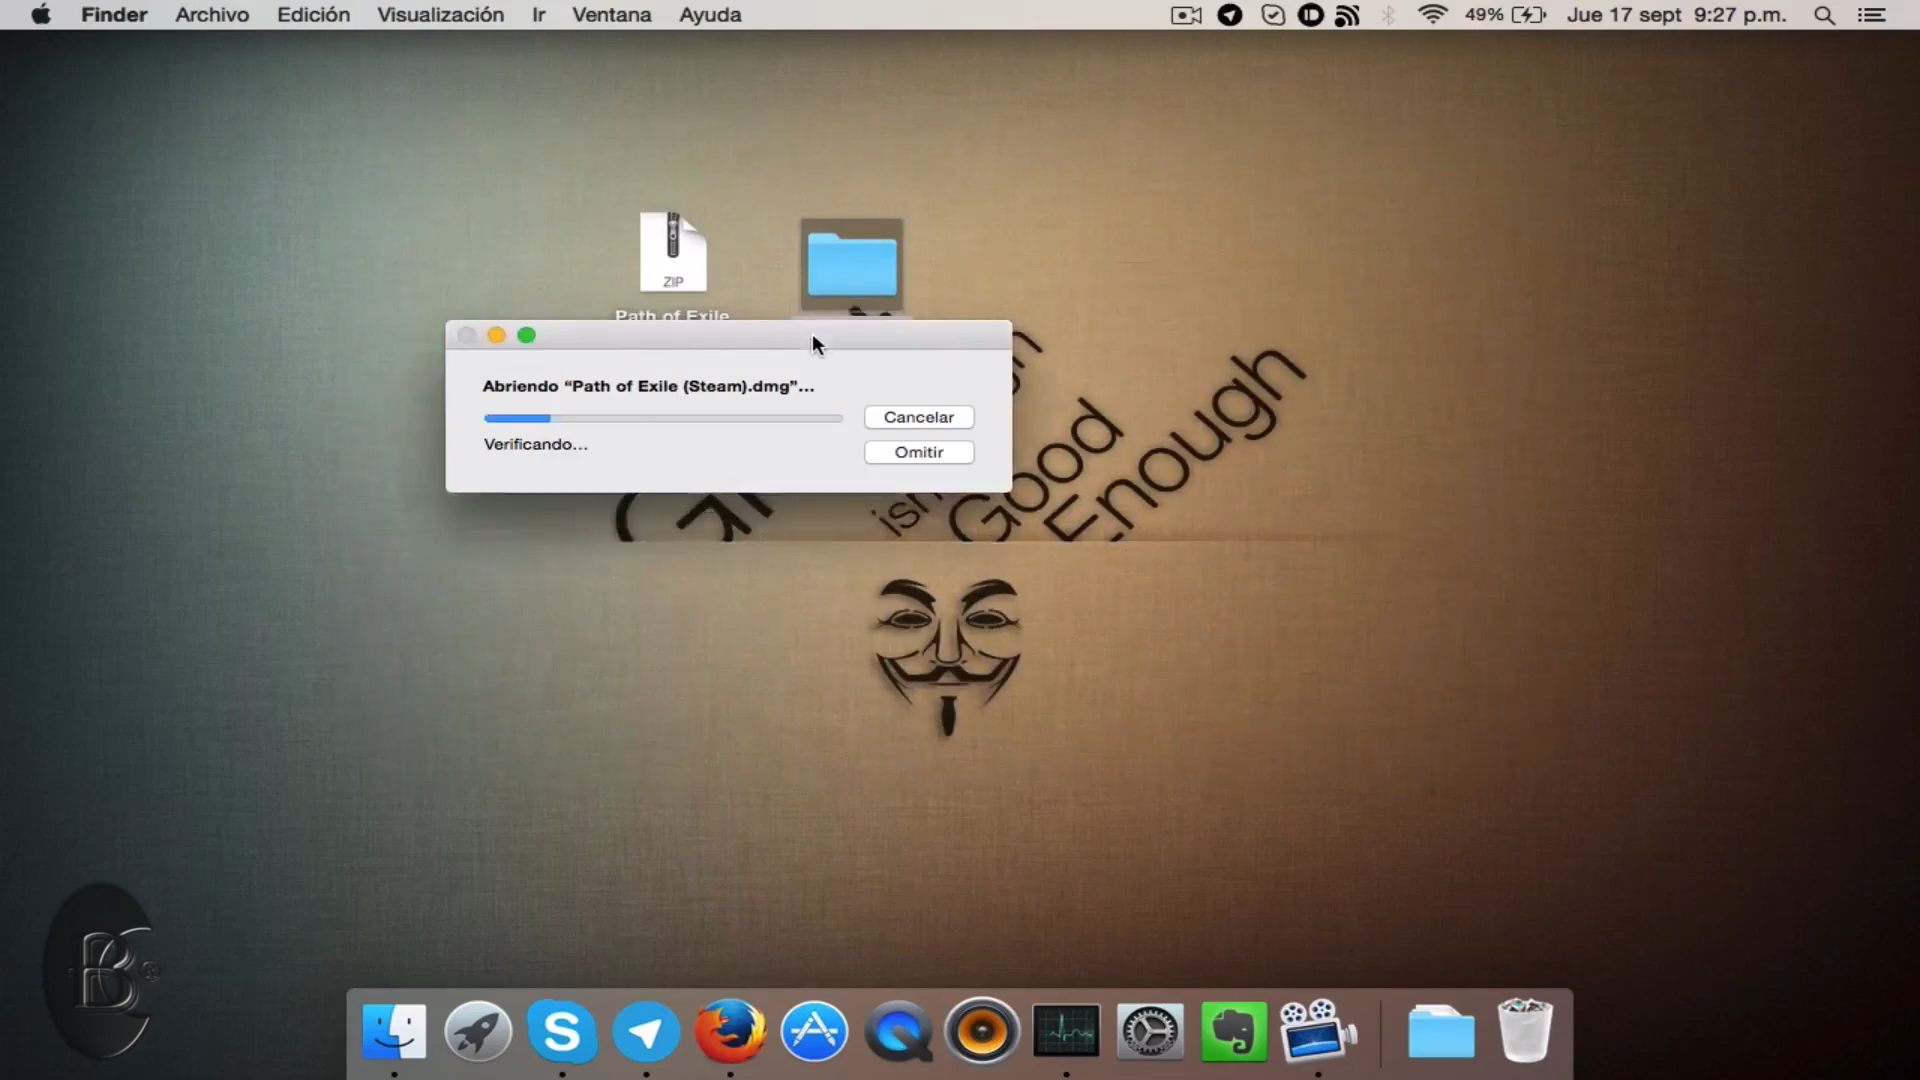 Finder Archivo Edición Visualización Ir Ventana Ayuda
49% Jue 17 sept 9:27 p.m.
ZIP
Path of Exile
Abriendo “Path of Exile (Steam).dmg”...
Cancelar
Verificando...
Omitir
Good
Enough